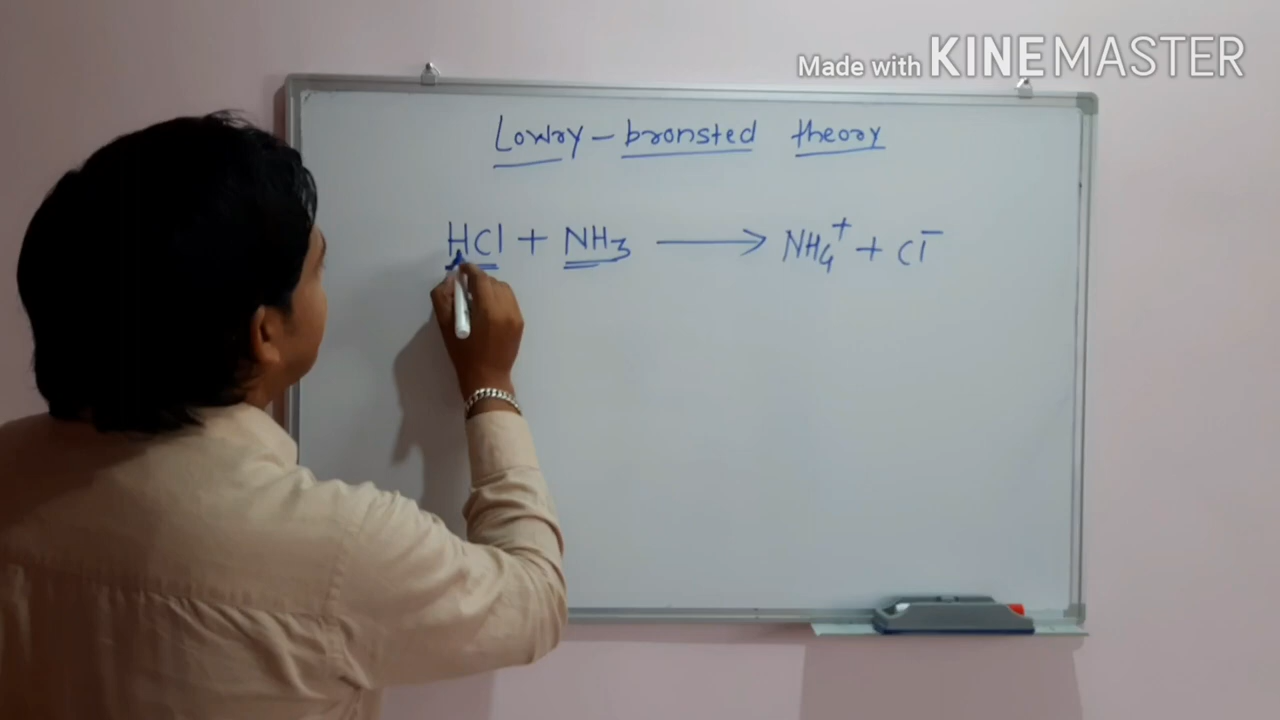 Made with KINEMASTER
Lowry - bronsted theory
HCl + NH3 ⟶ NH4+ + Cl-